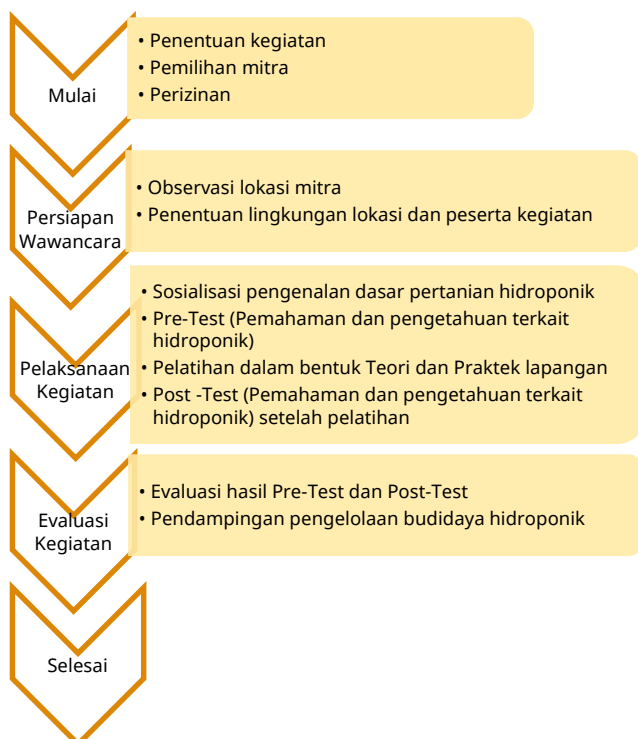 Mulai
• Penentuan kegiatan
• Pemilihan mitra
• Perizinan
Persiapan
Wawancara
• Observasi lokasi mitra
• Penentuan lingkungan lokasi dan peserta kegiatan
Pelaksanaan
Kegiatan
• Sosialisasi pengenalan dasar pertanian hidroponik
• Pre-Test (Pemahaman dan pengetahuan terkait
hidroponik)
• Pelatihan dalam bentuk Teori dan Praktek lapangan
• Post -Test (Pemahaman dan pengetahuan terkait
hidroponik) setelah pelatihan
Evaluasi
Kegiatan
• Evaluasi hasil Pre-Test dan Post-Test
• Pendampingan pengelolaan budidaya hidroponik
Selesai